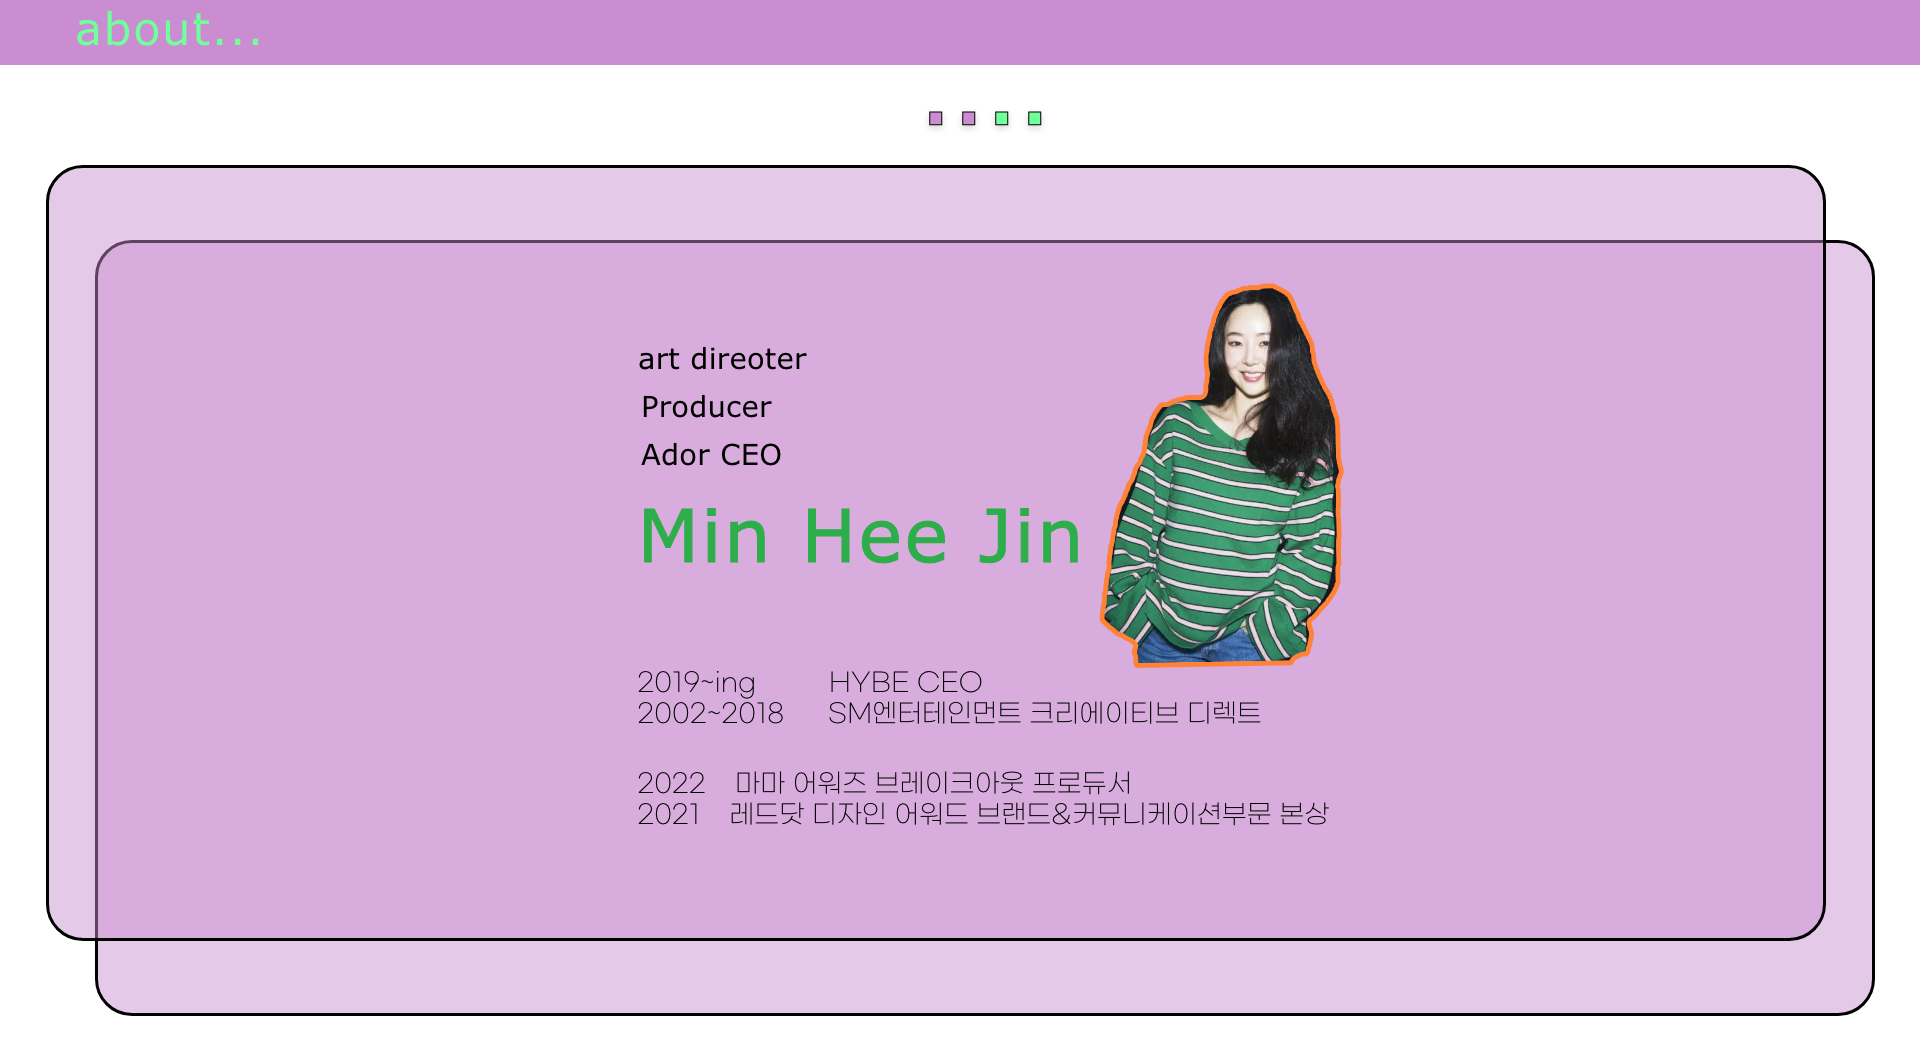 about...
art direoter
Producer
Ador CEO
Min Hee Jin
2019~ing HYBE CEO
2002~2018 SM엔터테인먼트 크리에이티브 디렉트
2022 마마 어워즈 브레이크아웃 프로듀서
2021 레드닷 디자인 어워드 브랜드&커뮤니케이션부문 본상